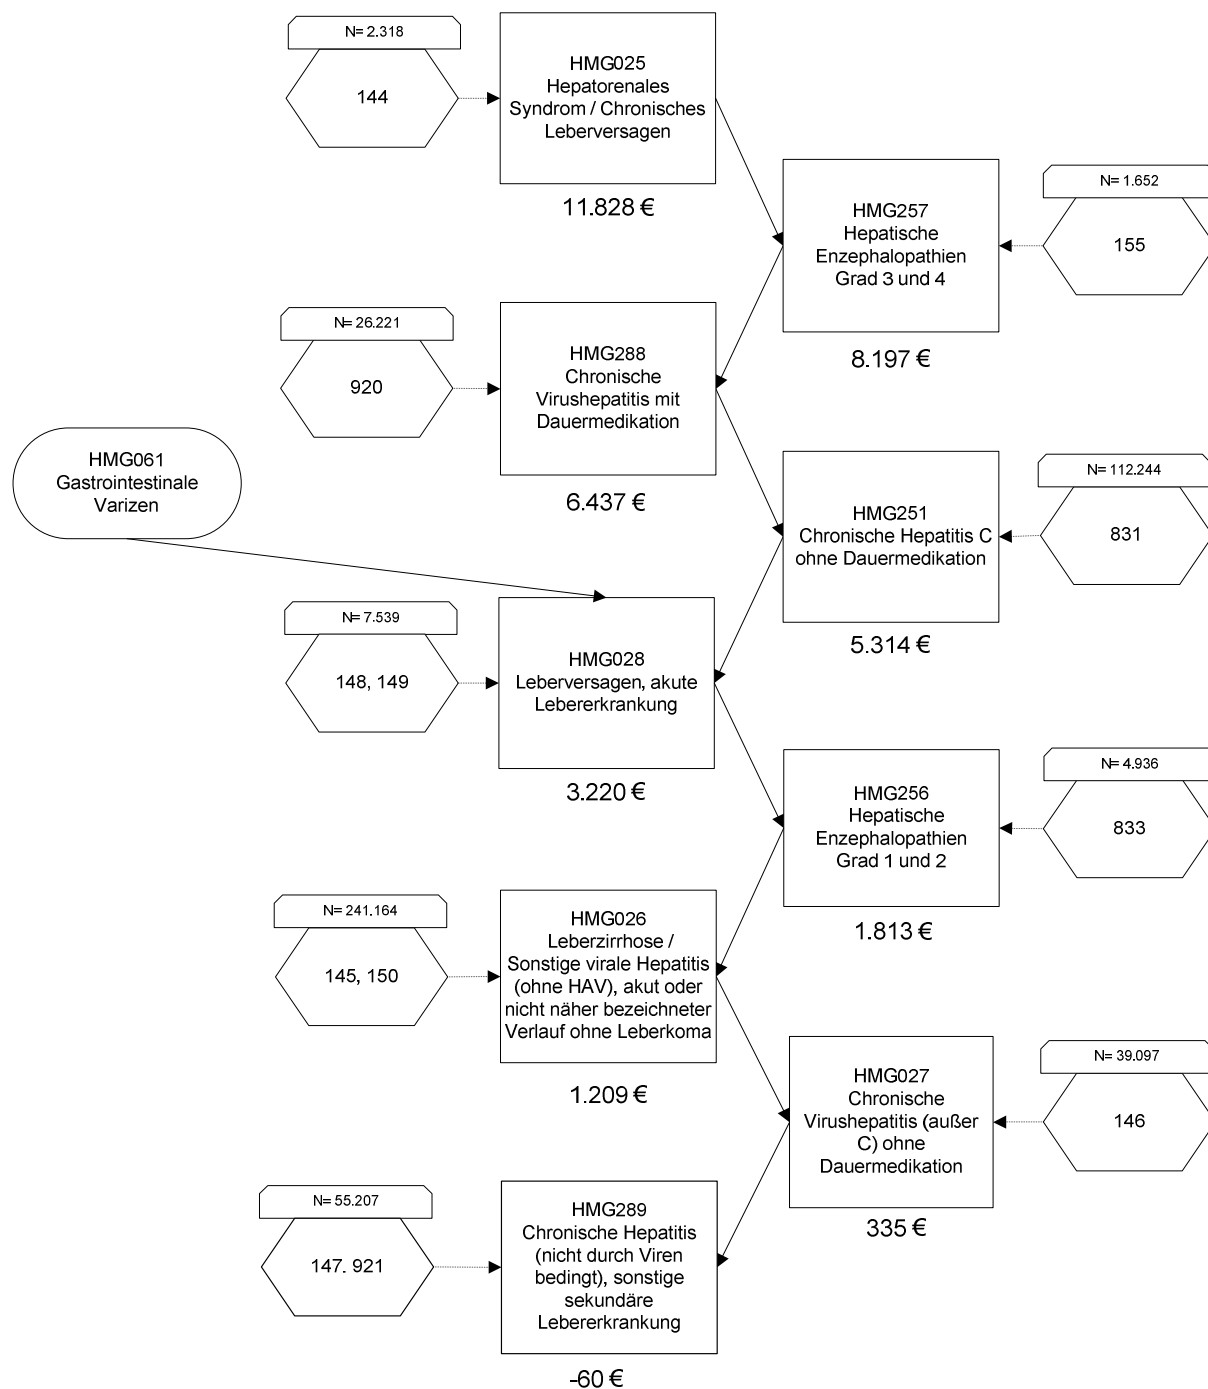 N= 2.318
144
HMG025
Hepatorenales
Syndrom / Chronisches
Leberversagen
11.828 €
HMG257
Hepatische
Enzephalopathien
Grad 3 und 4
8.197 €
N= 1.652
155
N= 26.221
920
HMG288
Chronische
Virushepatitis mit
Dauermedikation
6.437 €
HMG061
Gastrointestinale
Varizen
HMG251
Chronische Hepatitis C
ohne Dauermedikation
5.314 €
N= 112.244
831
N= 7.539
148, 149
HMG028
Leberversagen, akute
Lebererkrankung
3.220 €
HMG256
Hepatische
Enzephalopathien
Grad 1 und 2
1.813 €
N= 4.936
833
N= 241.164
145, 150
HMG026
Leberzirrhose /
Sonstige virale Hepatitis
(ohne HAV), akut oder
nicht näher bezeichneter
Verlauf ohne Leberkoma
1.209 €
HMG027
Chronische
Virushepatitis (außer
C) ohne
Dauermedikation
335 €
N= 39.097
146
N= 55.207
147. 921
HMG289
Chronische Hepatitis
(nicht durch Viren
bedingt), sonstige
sekundäre
Lebererkrankung
-60 €